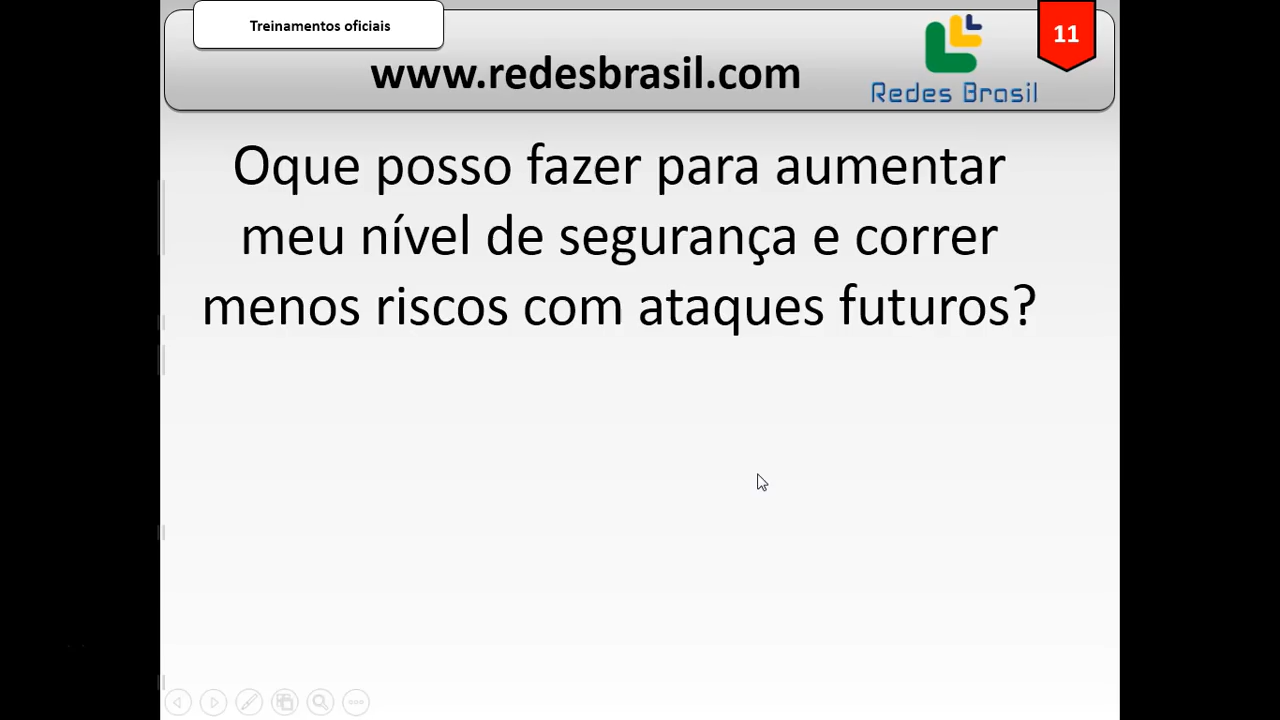 Treinamentos oficiais
11
www.redesbrasil.com
Redes Brasil
Oque posso fazer para aumentar
meu nível de segurança e correr
menos riscos com ataques futuros?